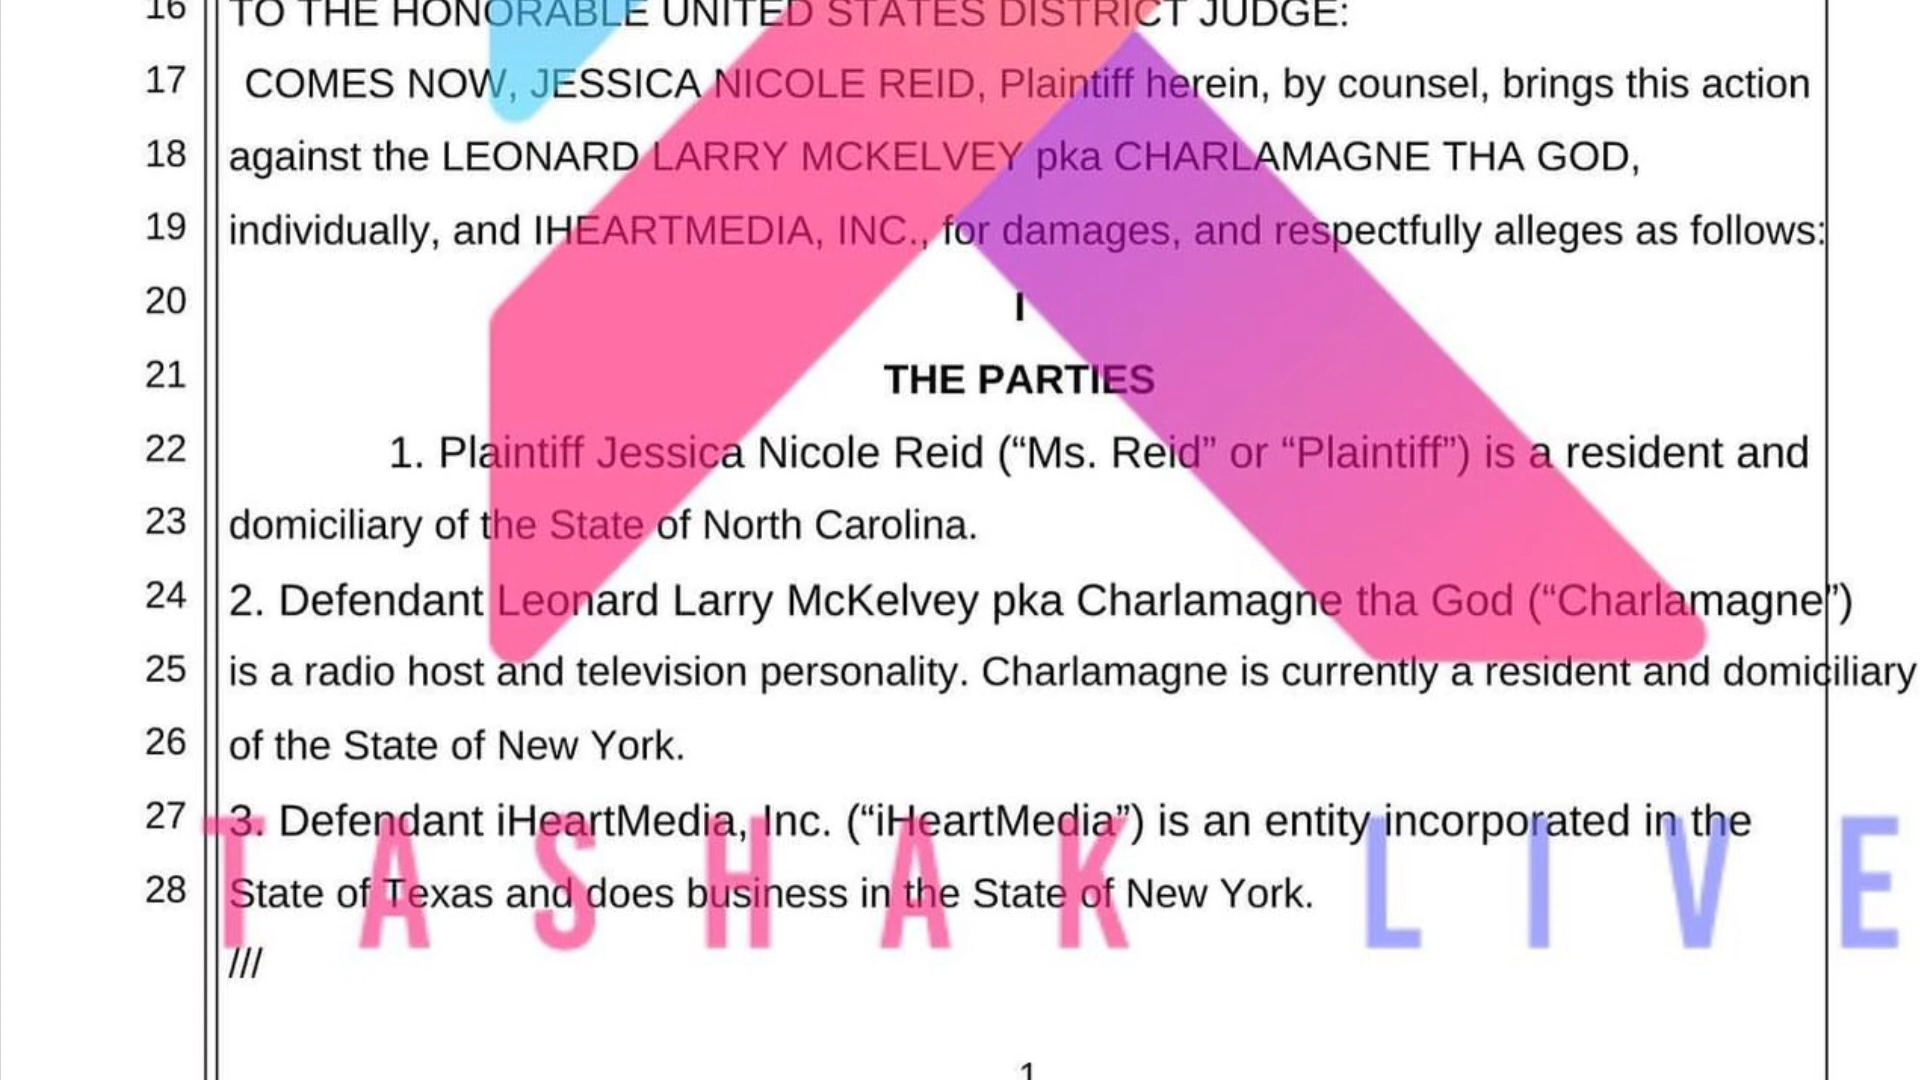 16 TO THE HONORABLE UNITED STATES DISTRICT JUDGE:
17 COMES NOW, JESSICA NICOLE REID, Plaintiff herein, by counsel, brings this action
18 against the LEONARD LARRY MCKELVEY pka CHARLAMAGNE THA GOD,
19 individually, and IHEARTMEDIA, INC., for damages, and respectfully alleges as follows:
20 I
21 THE PARTIES
22 1. Plaintiff Jessica Nicole Reid (“Ms. Reid” or “Plaintiff”) is a resident and
23 domiciliary of the State of North Carolina.
24 2. Defendant Leonard Larry McKelvey pka Charlamagne tha God (“Charlamagne”)
25 is a radio host and television personality. Charlamagne is currently a resident and domiciliary
26 of the State of New York.
27 3. Defendant iHeartMedia, Inc. (“iHeartMedia”) is an entity incorporated in the
28 State of Texas and does business in the State of New York.
TASHAK LIVE
///
1